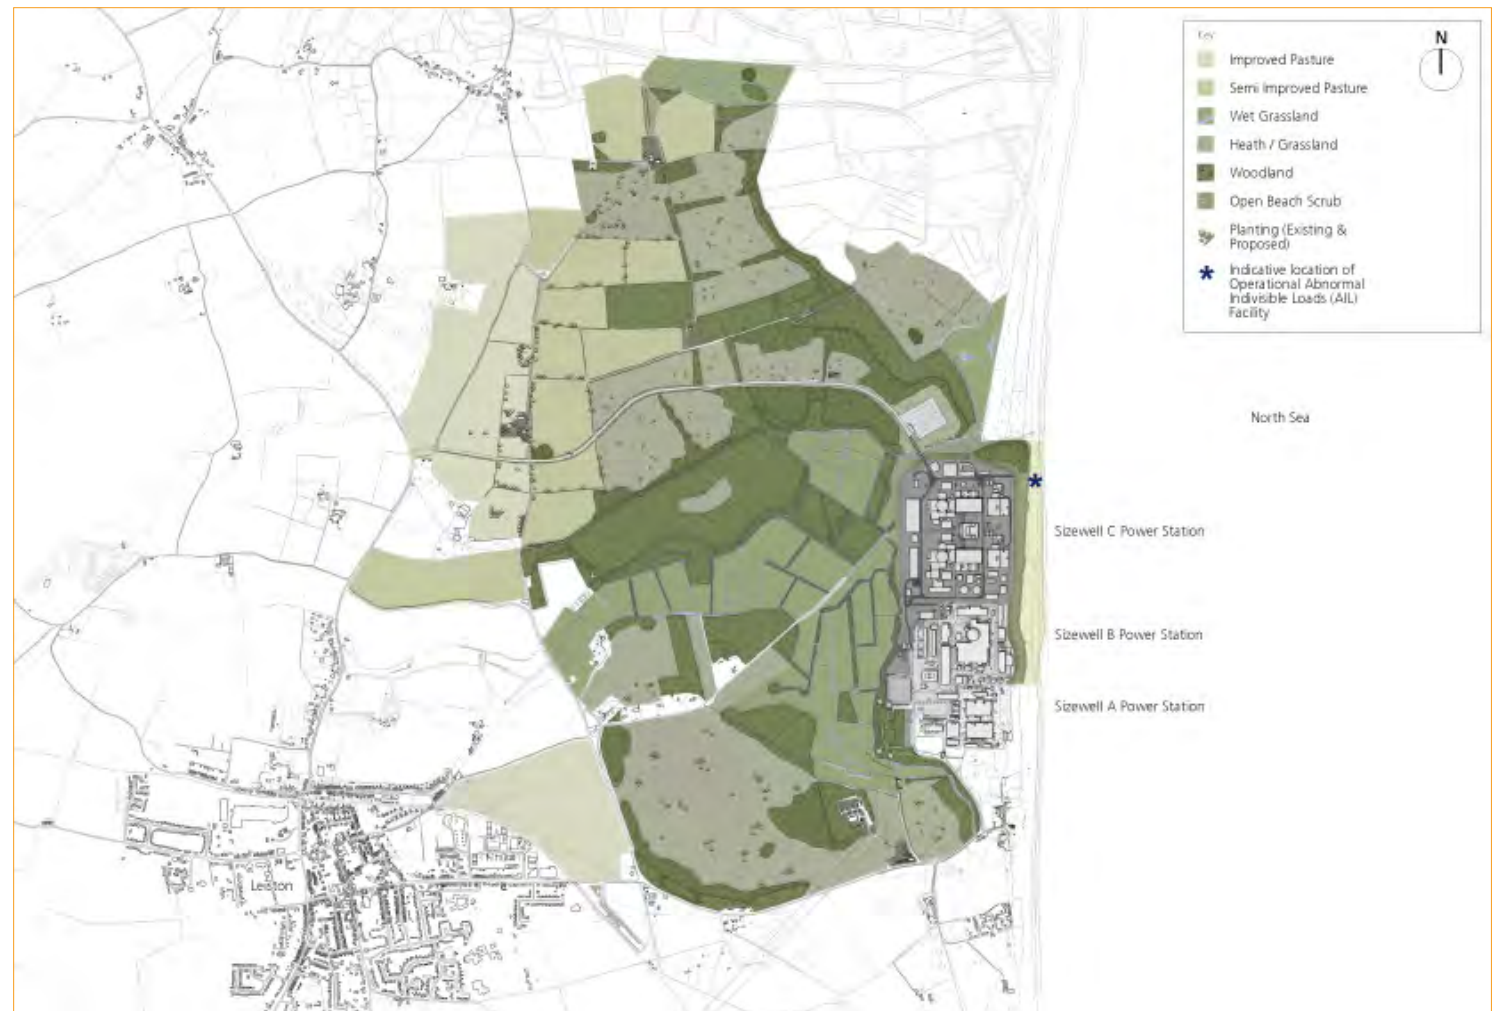 Key
N
Improved Pasture
Semi Improved Pasture
Wet Grassland
Heath / Grassland
Woodland
Open Beach Scrub
Planting (Existing &
Proposed)
* Indicative location of
Operational Abnormal
Indivisible Loads (AIL)
Facility
North Sea
*
Sizewell C Power Station
Sizewell B Power Station
Sizewell A Power Station
Leiston